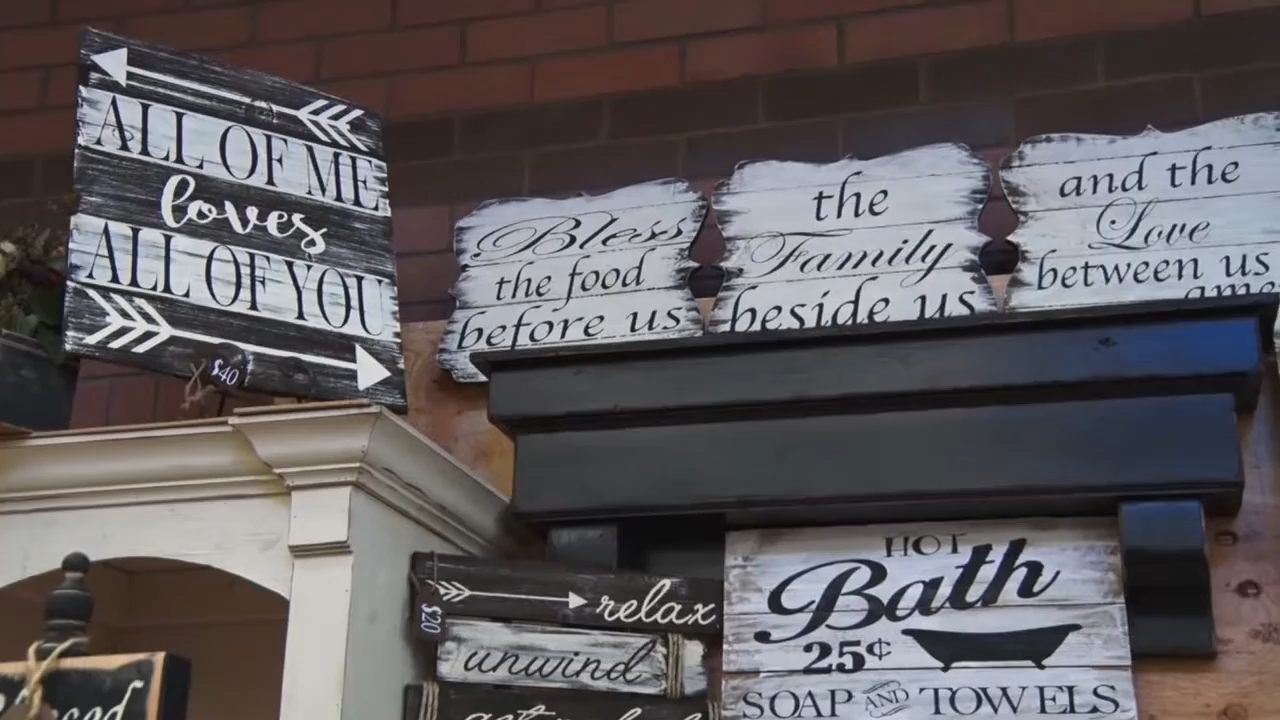 ALL OF ME
loves
ALL OF YOU
$40
Bless
the food
before us
the
Family
beside us
and the
Love
between us
relax
$20
unwind
HOT
Bath
25¢
SOAP AND TOWELS